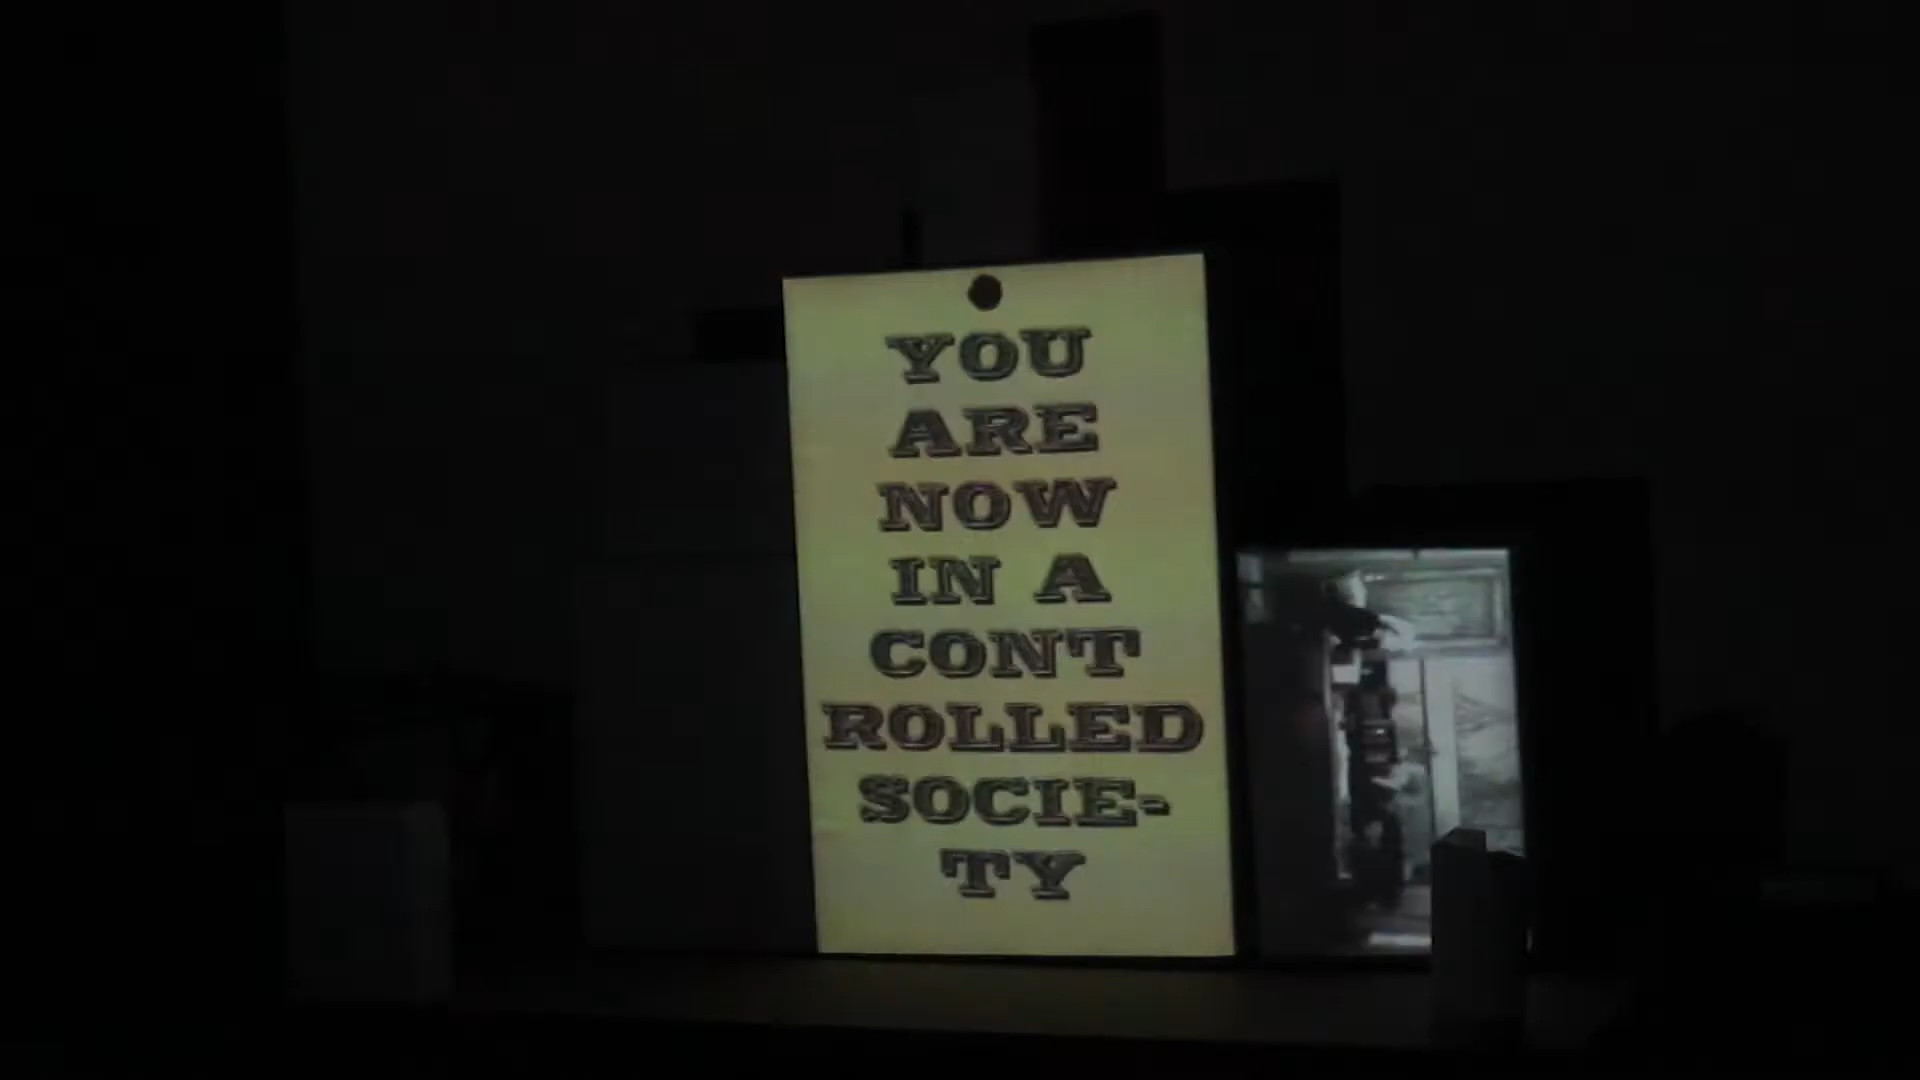 YOU
ARE
NOW
IN A
CONT
ROLLED
SOCIE-
TY